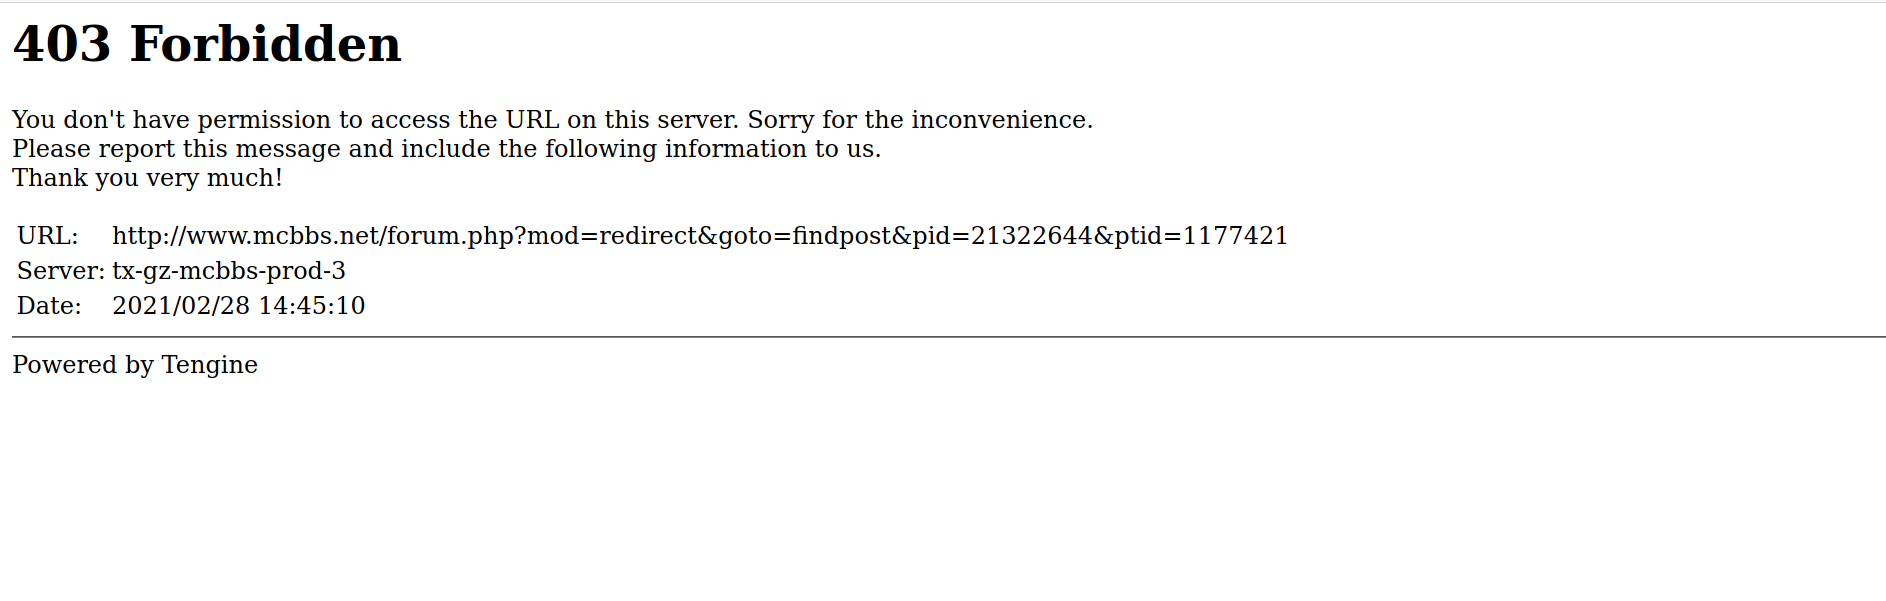 403 Forbidden
You don't have permission to access the URL on this server. Sorry for the inconvenience.
Please report this message and include the following information to us.
Thank you very much!
URL: http://www.mcbbs.net/forum.php?mod=redirect&goto=findpost&pid=21322644&ptid=1177421
Server: tx-gz-mcbbs-prod-3
Date: 2021/02/28 14:45:10
Powered by Tengine